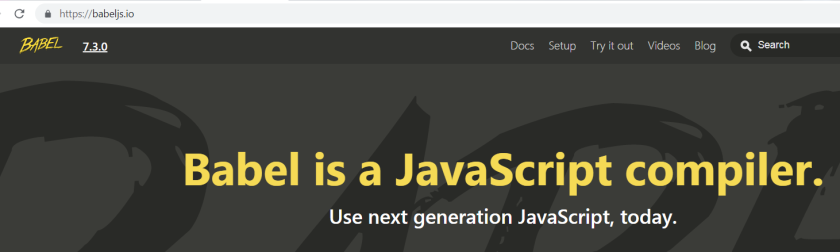 https://babeljs.io
BABEL 7.3.0 Docs Setup Try it out Videos Blog Search
Babel is a JavaScript compiler.
Use next generation JavaScript, today.